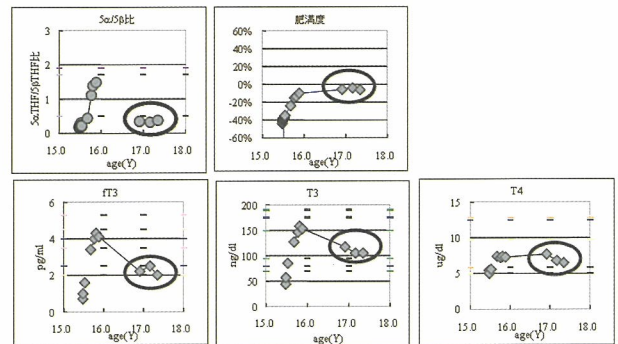 5α/5β比
3
2
1
0
5αTHF/5βTHF比
15.0 16.0 17.0 18.0
age(Y)
肥満度
60%
40%
20%
0%
-20%
-40%
-60%
15.0 16.0 17.0 18.0
age(Y)
fT3
6
4
2
0
pg/ml
15.0 16.0 17.0 18.0
age(Y)
T3
200
150
100
50
0
ng/dl
15.0 16.0 17.0 18.0
age(Y)
T4
15
10
5
0
ug/dl
15.0 16.0 17.0 18.0
age(Y)